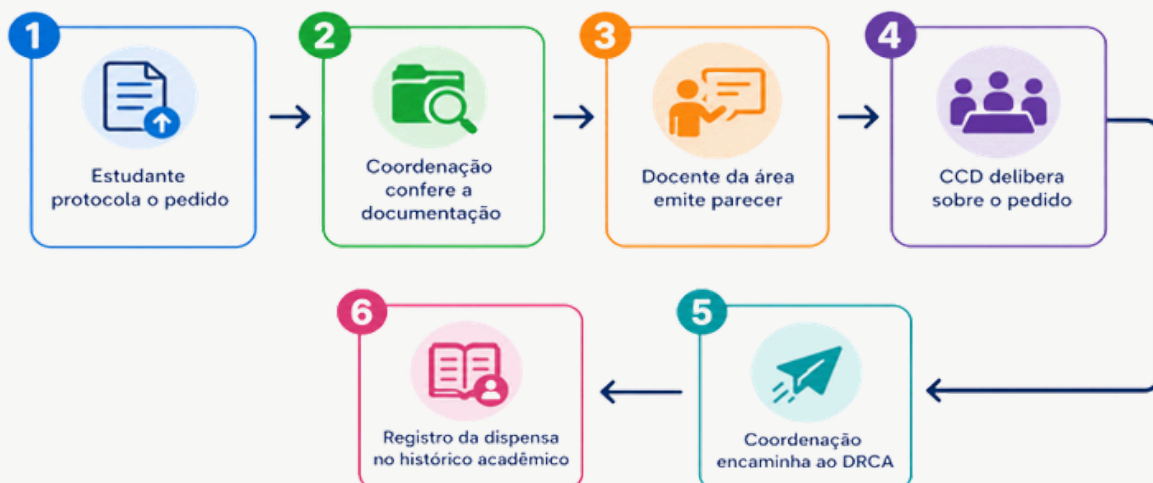 1
Estudante
protocola o pedido
2
Coordenação
confere a
documentação
3
Docente da área
emite parecer
4
CCD delibera
sobre o pedido
5
Coordenação
encaminha ao DRCA
6
Registro da dispensa
no histórico acadêmico